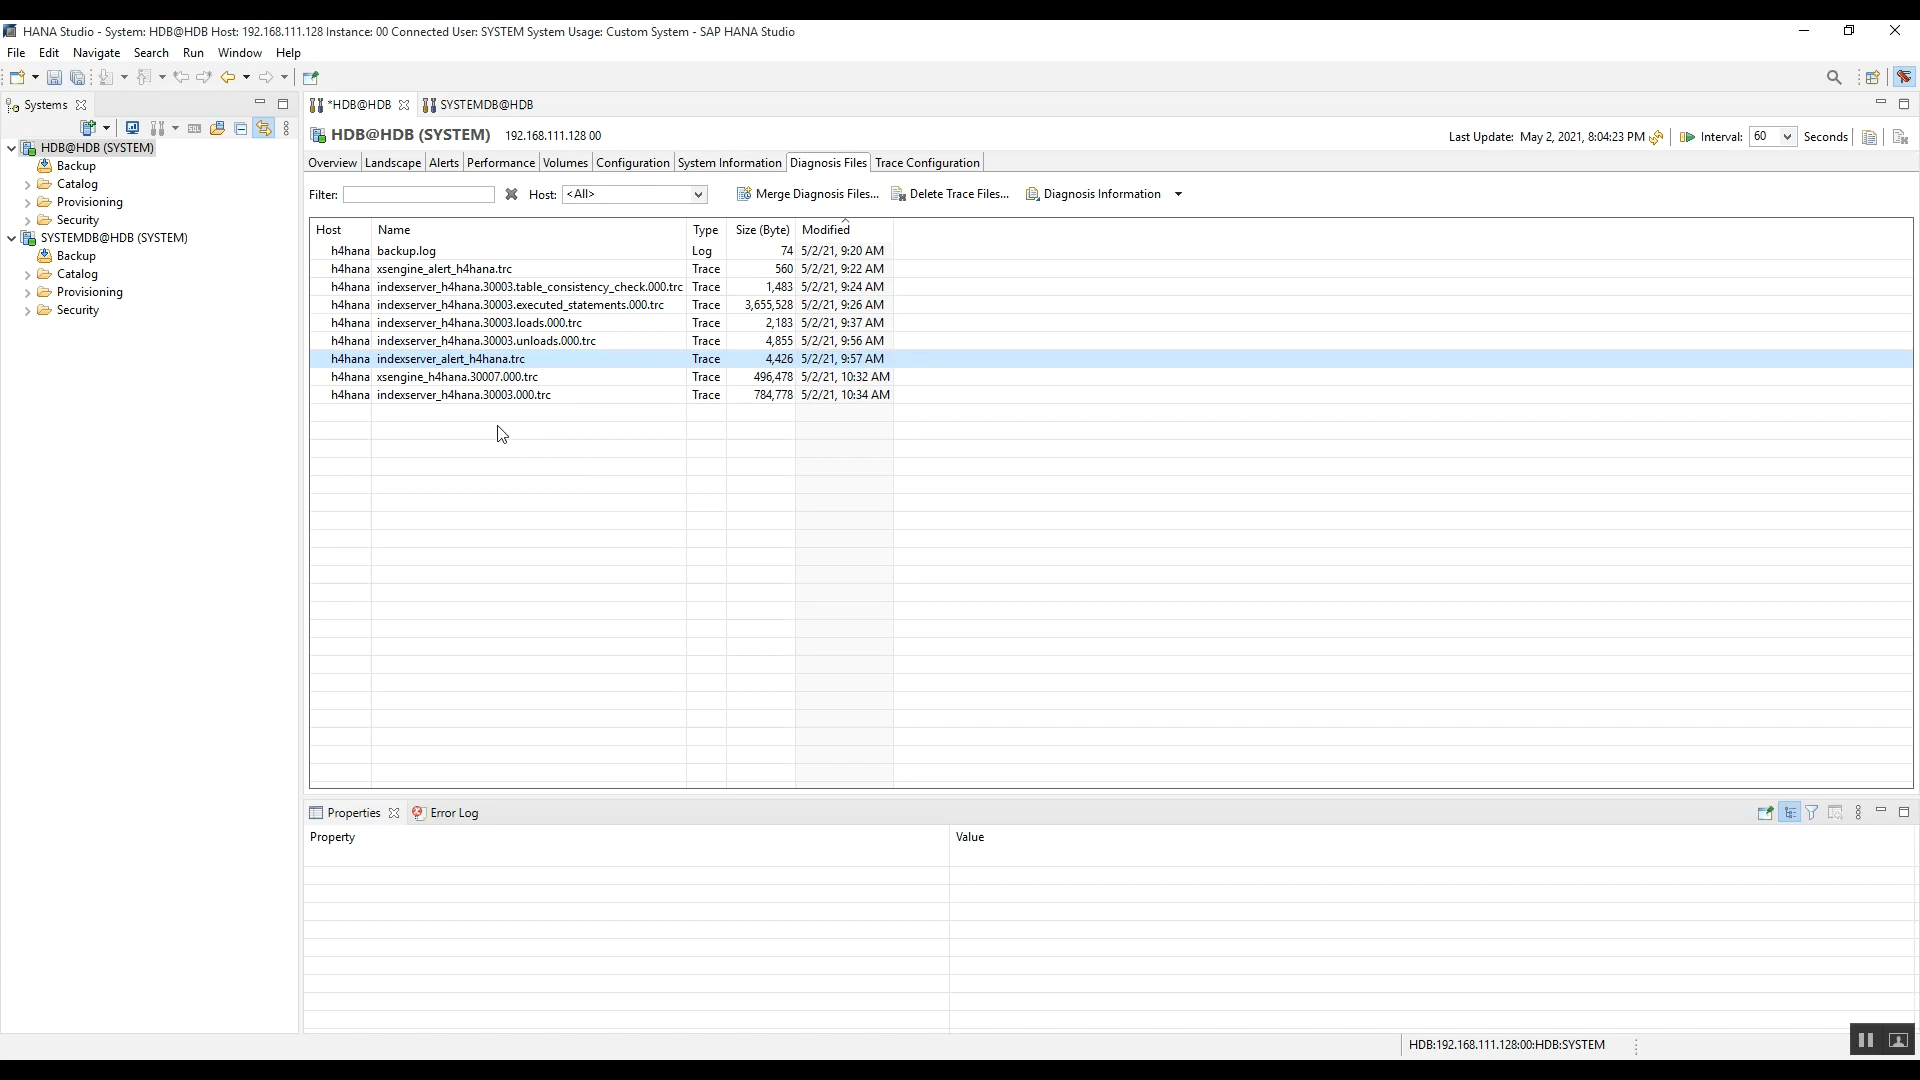 HANA Studio - System: HDB@HDB Host: 192.168.111.128 Instance: 00 Connected User: SYSTEM System Usage: Custom System - SAP HANA Studio
File Edit Navigate Search Run Window Help
Systems
*HDB@HDB SYSTEMDB@HDB
SQL
HDB@HDB (SYSTEM) 192.168.111.128 00
Last Update: May 2, 2021, 8:04:23 PM Interval: 60 Seconds
HDB@HDB (SYSTEM)
Backup
Catalog
Provisioning
Security
SYSTEMDB@HDB (SYSTEM)
Backup
Catalog
Provisioning
Security
Overview Landscape Alerts Performance Volumes Configuration System Information Diagnosis Files Trace Configuration
Filter: Host: <All> Merge Diagnosis Files... Delete Trace Files... Diagnosis Information
Host Name Type Size (Byte) Modified
h4hana backup.log Log 74 5/2/21, 9:20 AM
h4hana xsengine_alert_h4hana.trc Trace 560 5/2/21, 9:22 AM
h4hana indexserver_h4hana.30003.table_consistency_check.000.trc Trace 1,483 5/2/21, 9:24 AM
h4hana indexserver_h4hana.30003.executed_statements.000.trc Trace 3,655,528 5/2/21, 9:26 AM
h4hana indexserver_h4hana.30003.loads.000.trc Trace 2,183 5/2/21, 9:37 AM
h4hana indexserver_h4hana.30003.unloads.000.trc Trace 4,855 5/2/21, 9:56 AM
h4hana indexserver_alert_h4hana.trc Trace 4,426 5/2/21, 9:57 AM
h4hana xsengine_h4hana.30007.000.trc Trace 496,478 5/2/21, 10:32 AM
h4hana indexserver_h4hana.30003.000.trc Trace 784,778 5/2/21, 10:34 AM
Properties Error Log
Property Value
HDB:192.168.111.128:00:HDB:SYSTEM